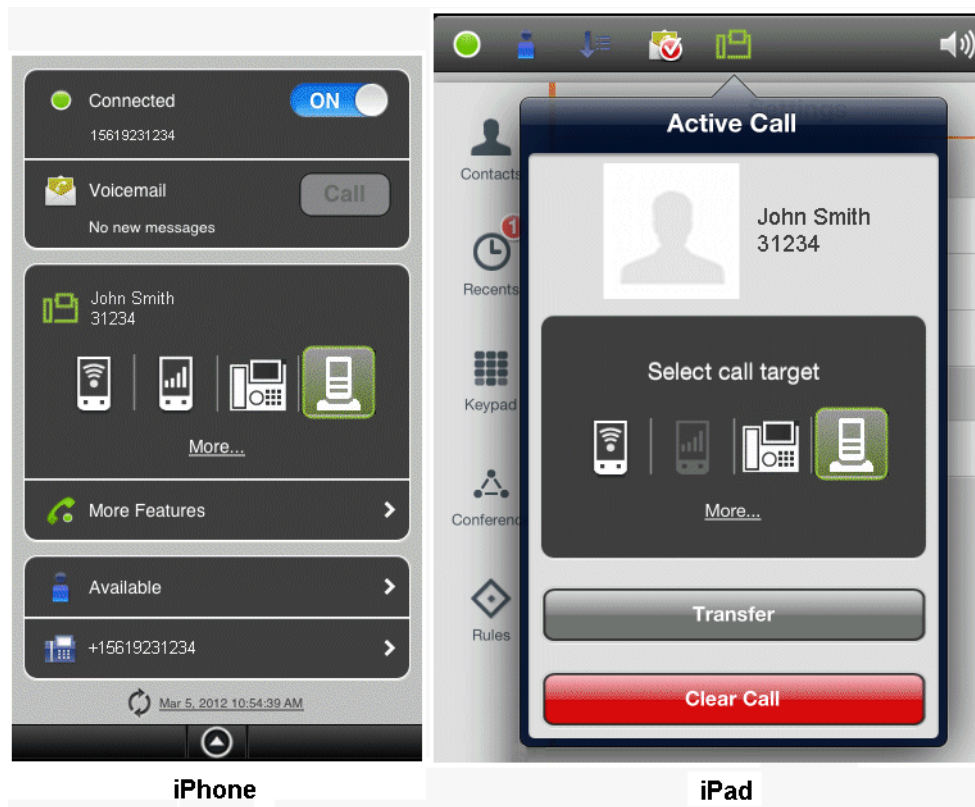 Connected
ON
15619231234
Voicemail
Call
No new messages
John Smith
31234
More...
More Features
Available
+15619231234
Mar 5, 2012 10:54:39 AM
iPhone
Settings
Active Call
Contacts
John Smith
31234
1
Recents
Select call target
Keypad
More...
Conferenc
Transfer
Rules
Clear Call
iPad